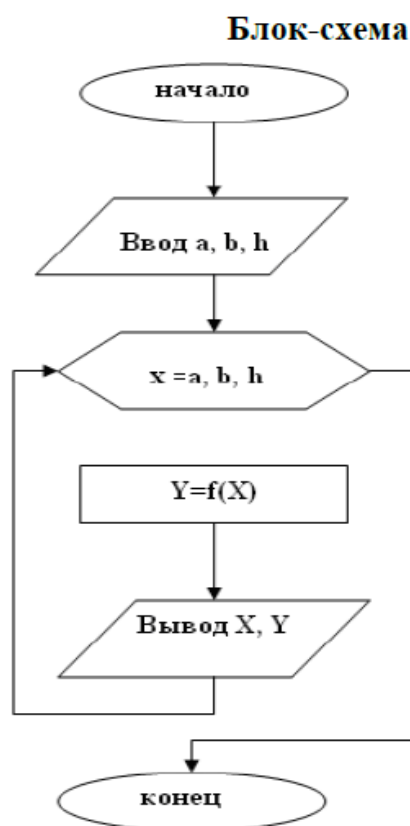 Блок-схема
начало
Ввод a, b, h
x =a, b, h
Y=f(X)
Вывод X, Y
конец